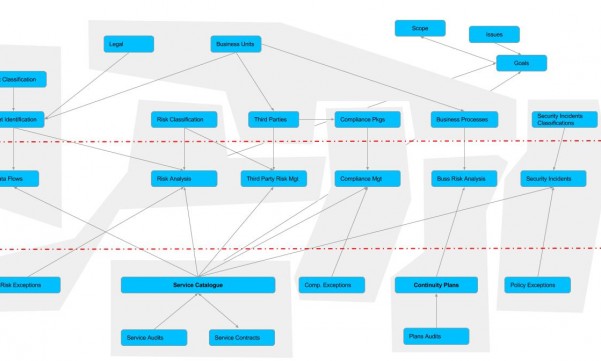 Scope
Issues
Legal
Business Units
Goals
Classification
Identification
Risk Classification
Third Parties
Compliance Pkgs
Business Processes
Security Incidents
Classifications
Flows
Risk Analysis
Third Party Risk Mgt
Compliance Mgt
Buss Risk Analysis
Security Incidents
Risk Exceptions
Service Catalogue
Comp. Exceptions
Continuity Plans
Policy Exceptions
Service Audits
Service Contracts
Plans Audits